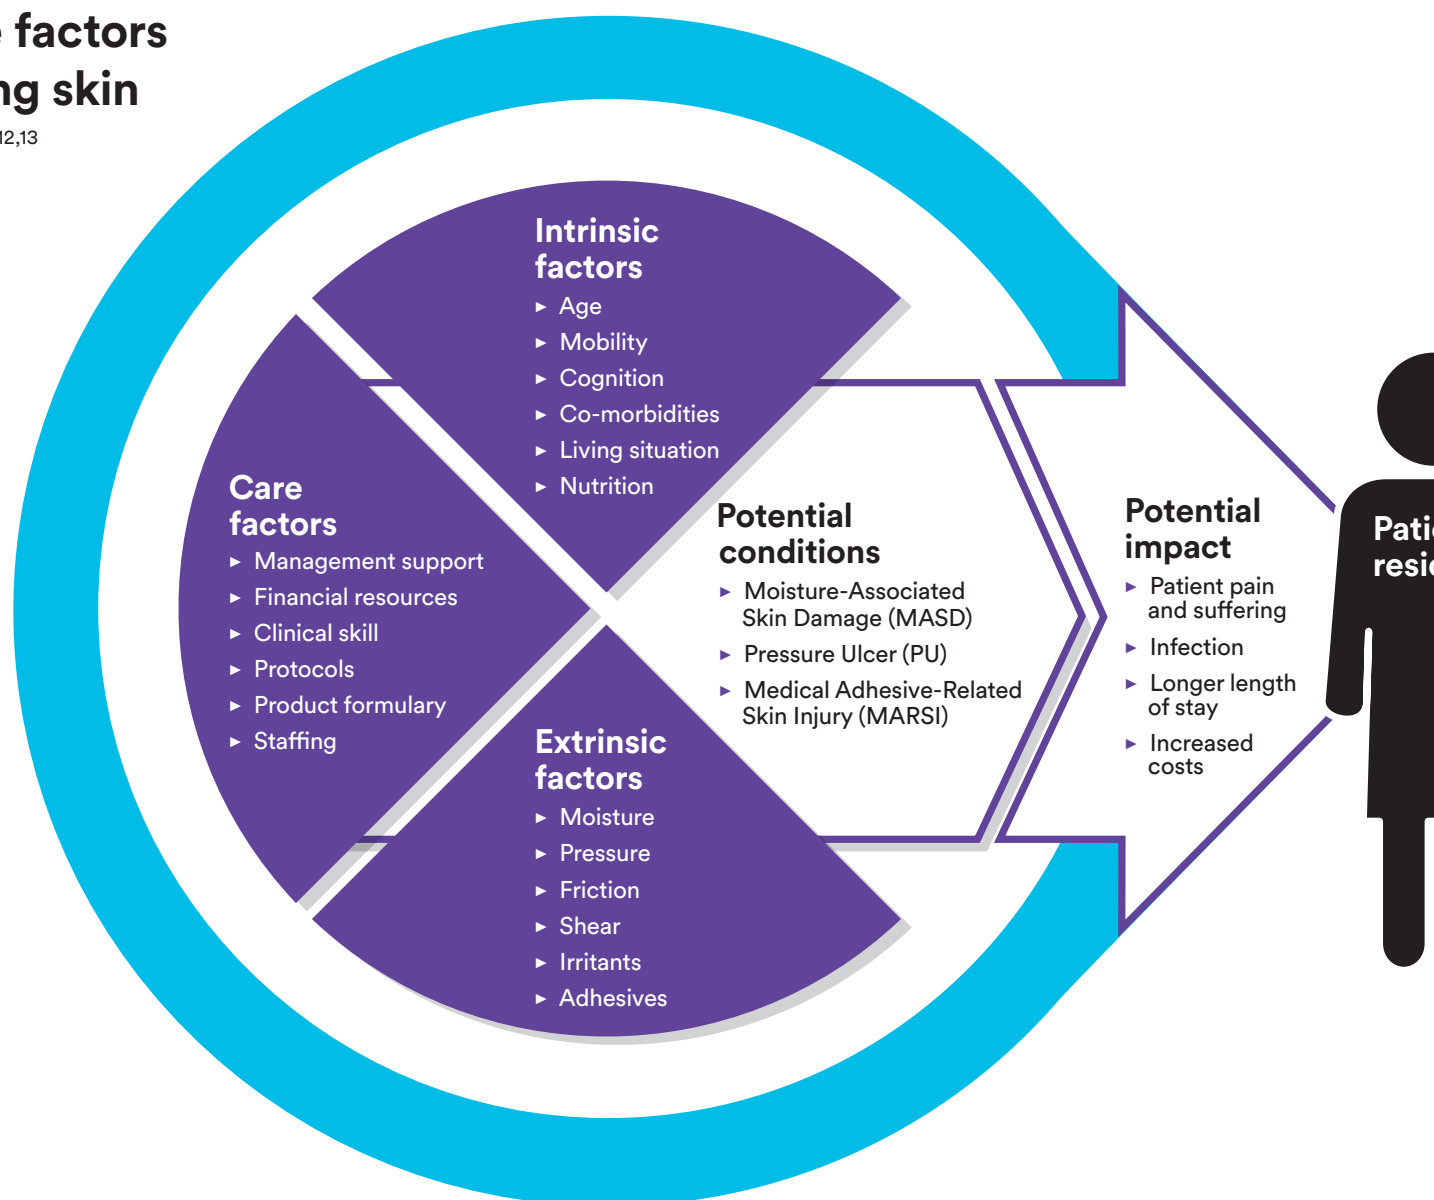 factors
skin
12,13
Intrinsic
factors
► Age
► Mobility
► Cognition
► Co-morbidities
► Living situation
► Nutrition
Care
factors
► Management support
► Financial resources
► Clinical skill
► Protocols
► Product formulary
► Staffing
Extrinsic
factors
► Moisture
► Pressure
► Friction
► Shear
► Irritants
► Adhesives
Potential
conditions
► Moisture-Associated
Skin Damage (MASD)
► Pressure Ulcer (PU)
► Medical Adhesive-Related
Skin Injury (MARSI)
Potential
impact
► Patient pain
and suffering
► Infection
► Longer length
of stay
► Increased
costs